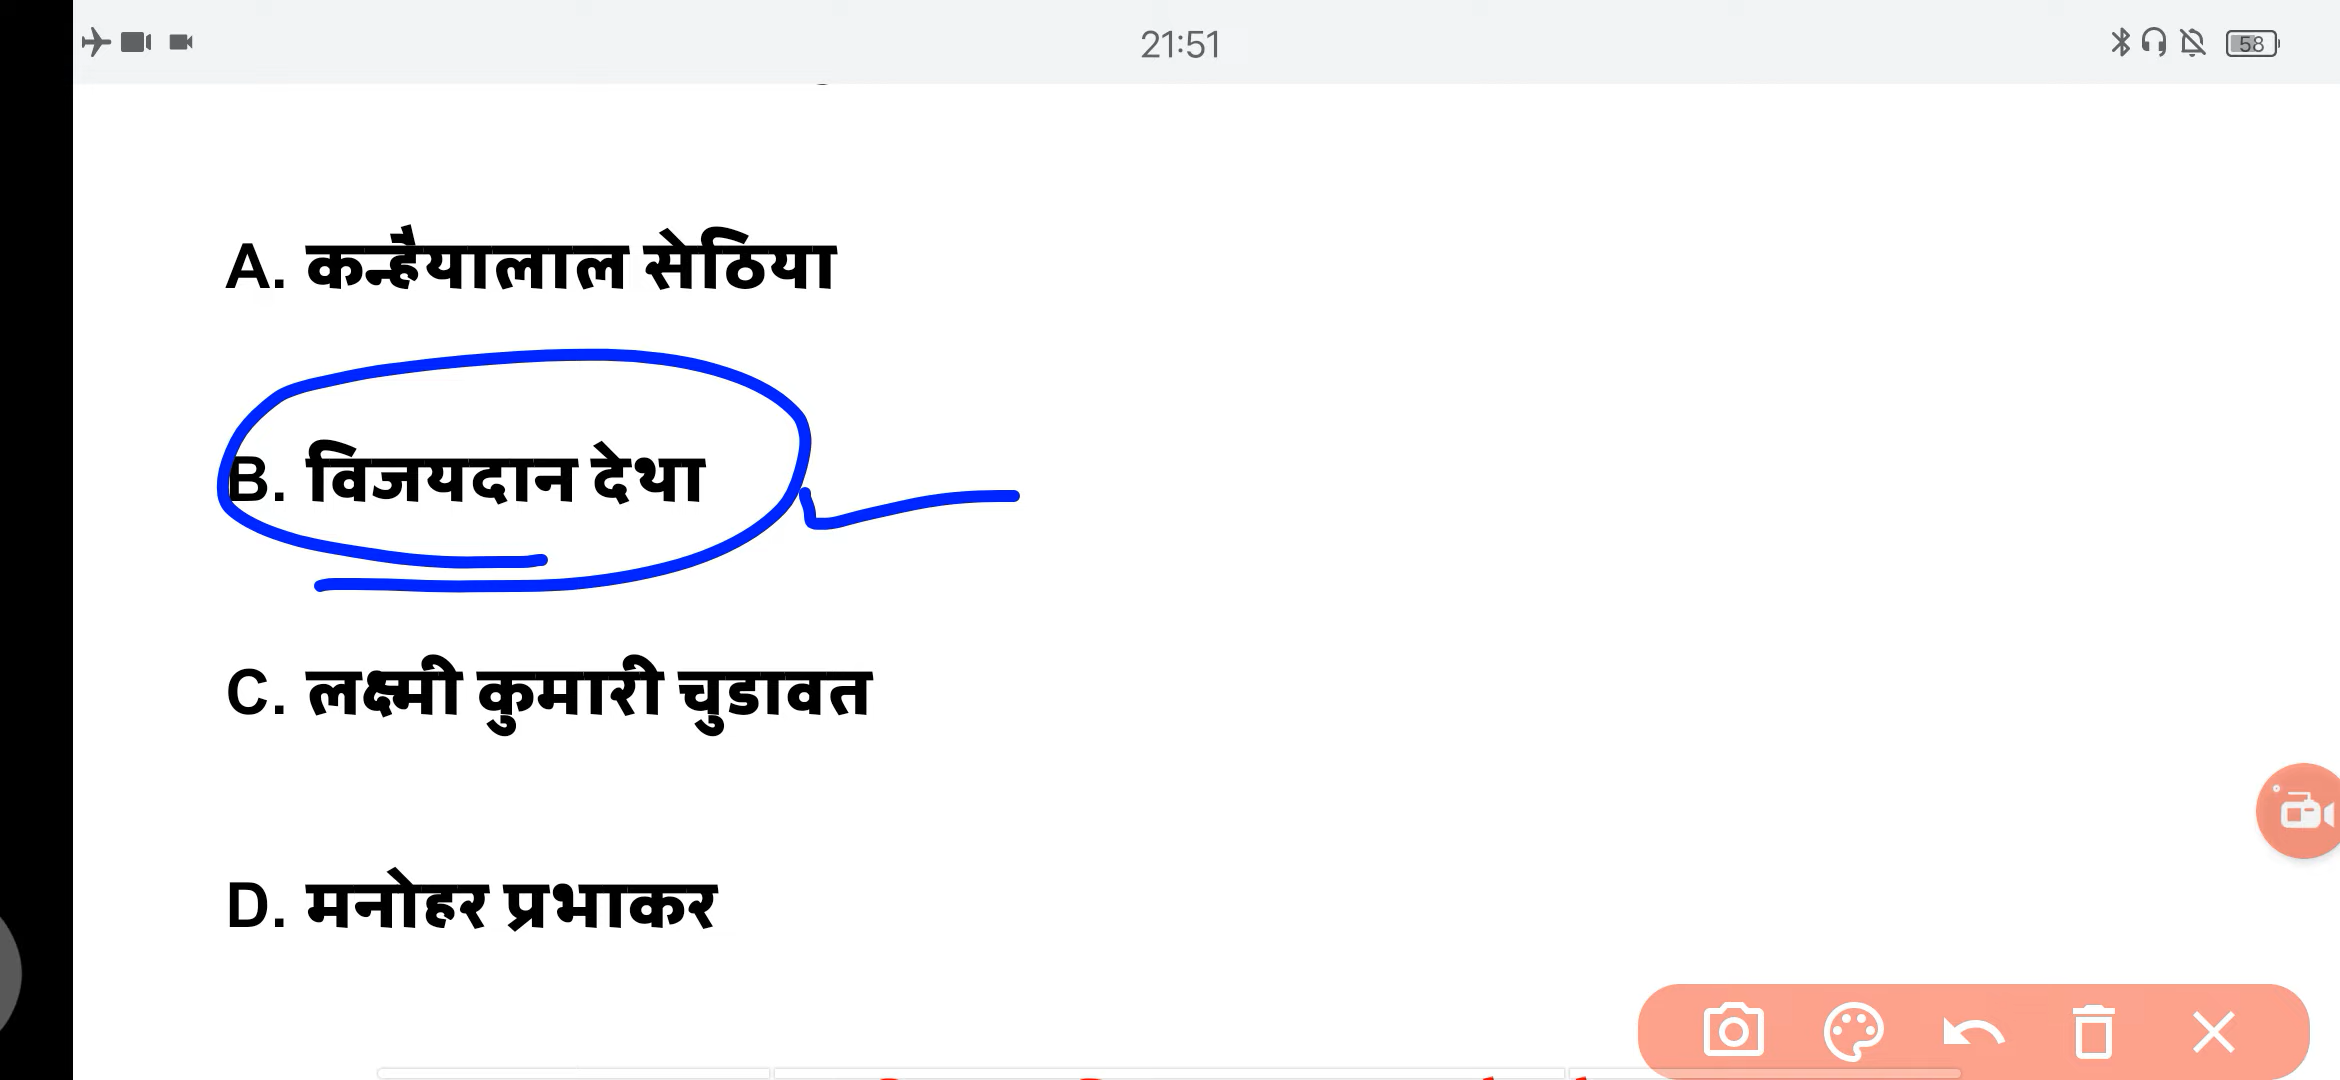 21:51
58
A. कन्हैयालाल सेठिया
B. विजयदान देथा
C. लक्ष्मी कुमारी चुडावत
D. मनोहर प्रभाकर